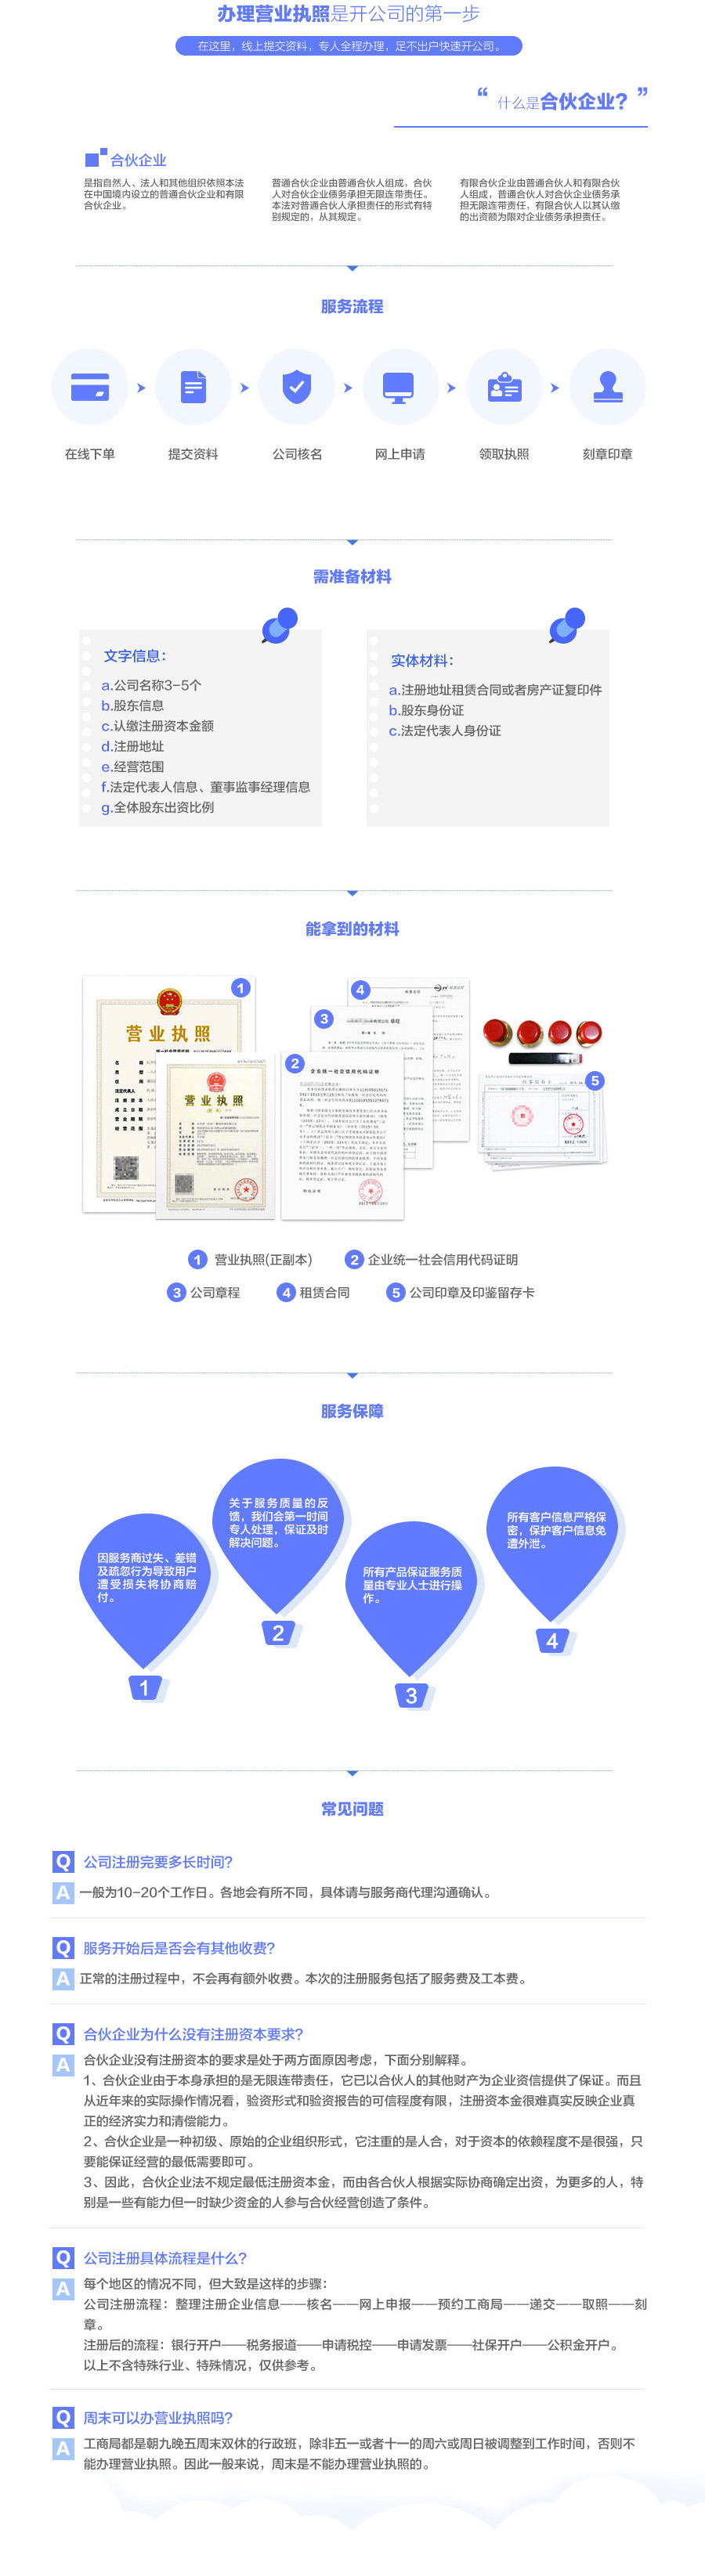 办理营业执照是开公司的第一步
在这里，线上提交资料，专人全程办理，足不出户快速开公司。
“ 什么是合伙企业？ ”
合伙企业
是指自然人、法人和其他组织依照本法
在中国境内设立的普通合伙企业和有限
合伙企业。
普通合伙企业由普通合伙人组成，合伙
人对合伙企业债务承担无限连带责任。
本法对普通合伙人承担责任的形式有特
别规定的，从其规定。
有限合伙企业由普通合伙人和有限合伙
人组成，普通合伙人对合伙企业债务承
担无限连带责任，有限合伙人以其认缴
的出资额为限对企业债务承担责任。
服务流程
在线下单
提交资料
公司核名
网上申请
领取执照
刻章印章
需准备材料
文字信息：
a.公司名称3-5个
b.股东信息
c.认缴注册资本金额
d.注册地址
e.经营范围
f.法定代表人信息、董事监事经理信息
g.全体股东出资比例
实体材料：
a.注册地址租赁合同或者房产证复印件
b.股东身份证
c.法定代表人身份证
能拿到的材料
1
营业执照
营业执照
4
3
章程
2
企业统一社会信用代码证明
5
1 营业执照(正副本)
2 企业统一社会信用代码证明
3 公司章程
4 租赁合同
5 公司印章及印鉴留存卡
服务保障
因服务商过失、差错
及疏忽行为导致用户
遭受损失将协商赔
付。
1
关于服务质量的反
馈，我们会第一时间
专人处理，保证及时
解决问题。
2
所有产品保证服务质
量由专业人士进行操
作。
3
所有客户信息严格保
密，保护客户信息免
遭外泄。
4
常见问题
Q 公司注册完要多长时间？
A 一般为10-20个工作日。各地会有所不同，具体请与服务商代理沟通确认。
Q 服务开始后是否会有其他收费？
A 正常的注册过程中，不会再有额外收费。本次的注册服务包括了服务费及工本费。
Q 合伙企业为什么没有注册资本要求？
A 合伙企业没有注册资本的要求是处于两方面原因考虑，下面分别解释。
1、合伙企业由于本身承担的是无限连带责任，它已以合伙人的其他财产为企业资信提供了保证。而且
从近年来的实际操作情况看，验资形式和验资报告的可信程度有限，注册资本金很难真实反映企业真
正的经济实力和清偿能力。
2、合伙企业是一种初级、原始的企业组织形式，它注重的是人合，对于资本的依赖程度不是很强，只
要能保证经营的最低需要即可。
3、因此，合伙企业法不规定最低注册资本金，而由各合伙人根据实际协商确定出资，为更多的人，特
别是一些有能力但一时缺少资金的人参与合伙经营创造了条件。
Q 公司注册具体流程是什么？
A 每个地区的情况不同，但大致是这样的步骤：
公司注册流程：整理注册企业信息——核名——网上申报——预约工商局——递交——取照——刻
章。
注册后的流程：银行开户——税务报道——申请税控——申请发票——社保开户——公积金开户。
以上不含特殊行业、特殊情况，仅供参考。
Q 周末可以办营业执照吗？
A 工商局都是朝九晚五周末双休的行政班，除非五一或者十一的周六或周日被调整到工作时间，否则不
能办理营业执照。因此一般来说，周末是不能办理营业执照的。